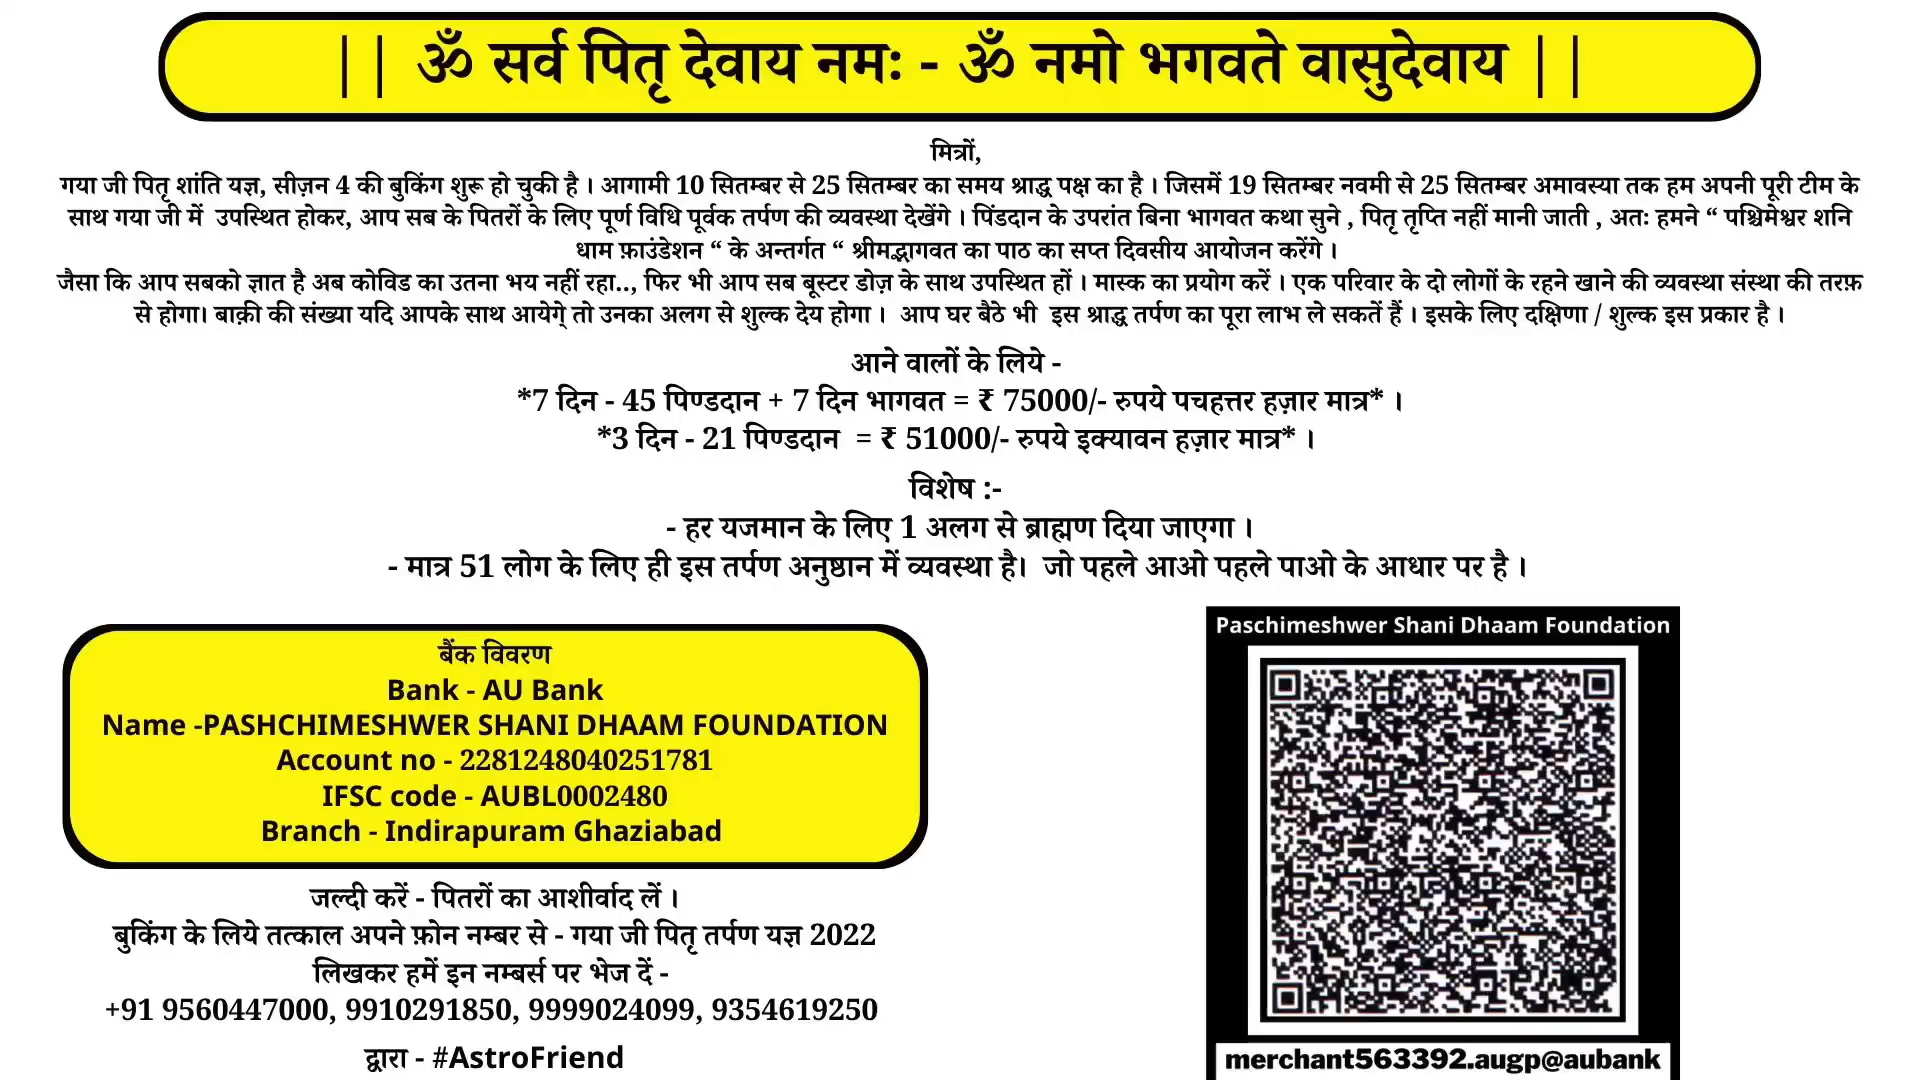 || ॐ सर्व पितृ देवाय नमः - ॐ नमो भगवते वासुदेवाय ||
मित्रों,
गया जी पितृ शांति यज्ञ, सीज़न 4 की बुकिंग शुरू हो चुकी है । आगामी 10 सितम्बर से 25 सितम्बर का समय श्राद्ध पक्ष का है । जिसमें 19 सितम्बर नवमी से 25 सितम्बर अमावस्या तक हम अपनी पूरी टीम के
साथ गया जी में उपस्थित होकर, आप सब के पितरों के लिए पूर्ण विधि पूर्वक तर्पण की व्यवस्था देखेंगे । पिंडदान के उपरांत बिना भागवत कथा सुने , पितृ तृप्ति नहीं मानी जाती , अतः हमने “ पश्चिमेश्वर शनि
धाम फ़ाउंडेशन “ के अन्तर्गत “ श्रीमद्भागवत का पाठ का सप्त दिवसीय आयोजन करेंगे ।
जैसा कि आप सबको ज्ञात है अब कोविड का उतना भय नहीं रहा.., फिर भी आप सब बूस्टर डोज़ के साथ उपस्थित हों । मास्क का प्रयोग करें । एक परिवार के दो लोगों के रहने खाने की व्यवस्था संस्था की तरफ़
से होगा। बाक़ी की संख्या यदि आपके साथ आयेगे् तो उनका अलग से शुल्क देय होगा । आप घर बैठे भी इस श्राद्ध तर्पण का पूरा लाभ ले सकतें हैं । इसके लिए दक्षिणा / शुल्क इस प्रकार है ।
आने वालों के लिये -
*7 दिन - 45 पिण्डदान + 7 दिन भागवत = ₹ 75000/- रुपये पचहत्तर हज़ार मात्र* ।
*3 दिन - 21 पिण्डदान = ₹ 51000/- रुपये इक्यावन हज़ार मात्र* ।
विशेष :-
- हर यजमान के लिए 1 अलग से ब्राह्मण दिया जाएगा ।
- मात्र 51 लोग के लिए ही इस तर्पण अनुष्ठान में व्यवस्था है। जो पहले आओ पहले पाओ के आधार पर है ।
बैंक विवरण
Bank - AU Bank
Name -PASHCHIMESHWER SHANI DHAAM FOUNDATION
Account no - 2281248040251781
IFSC code - AUBL0002480
Branch - Indirapuram Ghaziabad
जल्दी करें - पितरों का आशीर्वाद लें ।
बुकिंग के लिये तत्काल अपने फ़ोन नम्बर से - गया जी पितृ तर्पण यज्ञ 2022
लिखकर हमें इन नम्बर्स पर भेज दें -
+91 9560447000, 9910291850, 9999024099, 9354619250
द्वारा - #AstroFriend
Paschimeshwer Shani Dhaam Foundation
merchant563392.augp@aubank